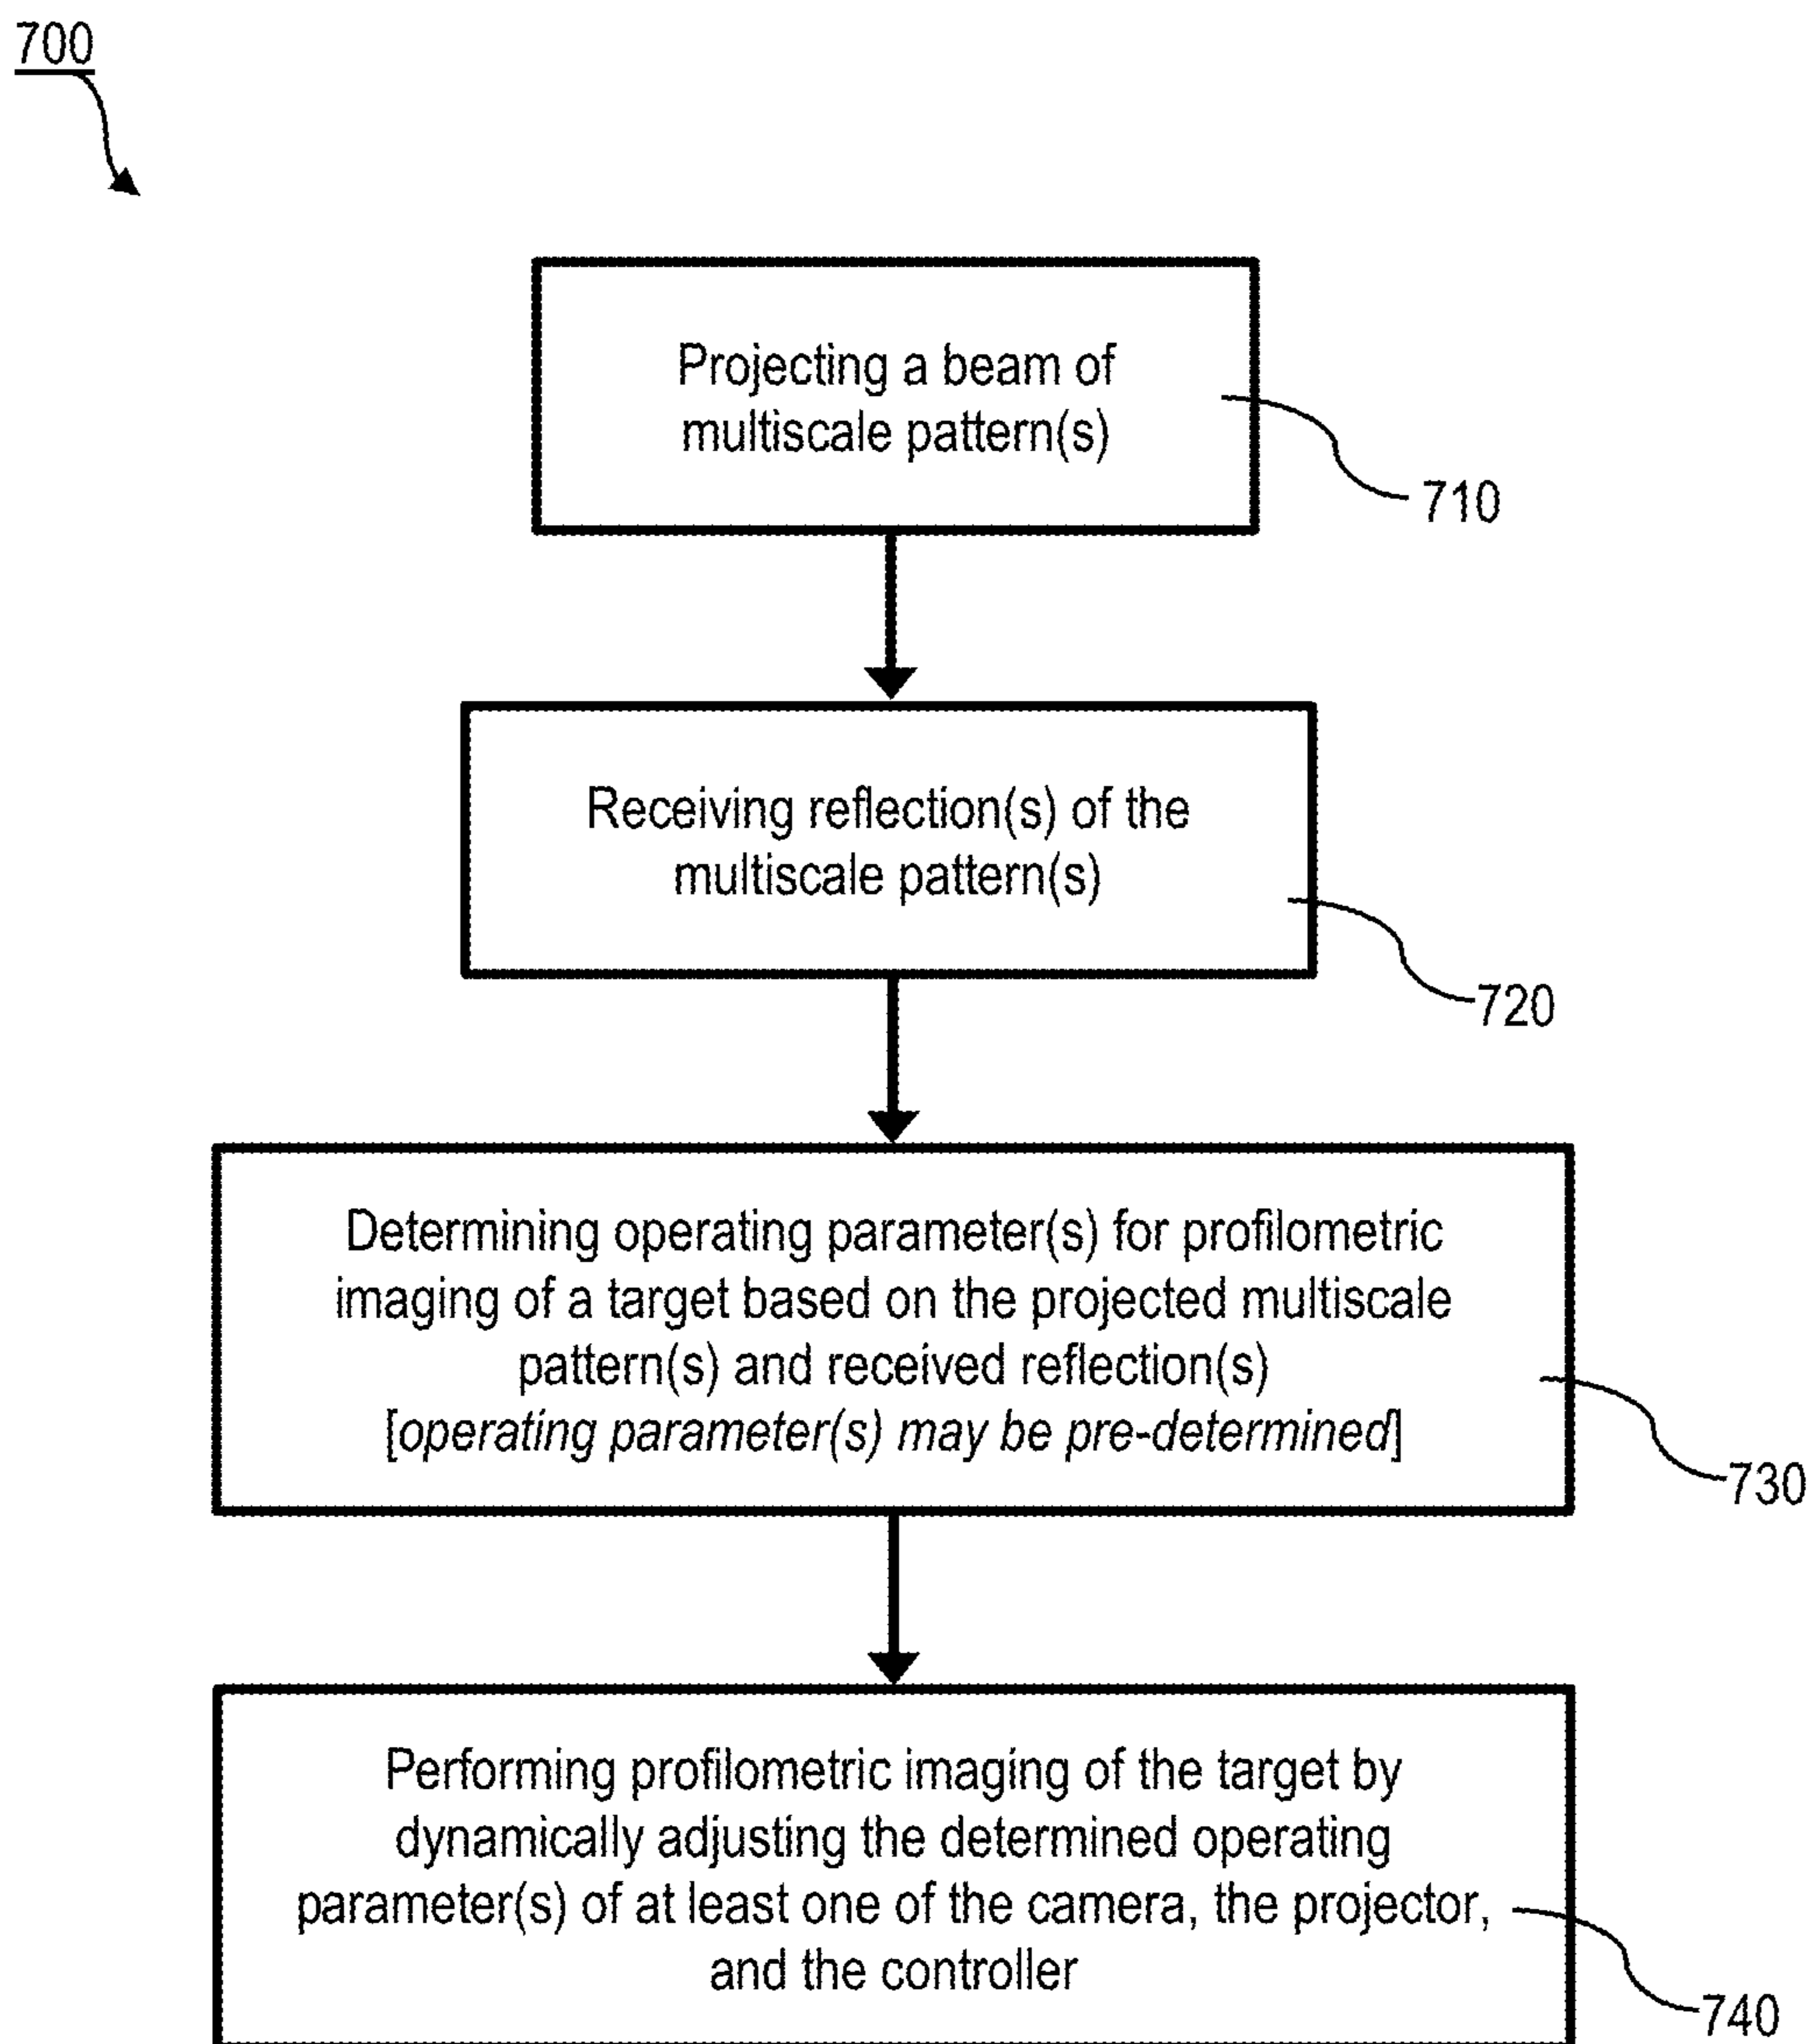 700
Projecting a beam of
multiscale pattern(s)
710
Receiving reflection(s) of the
multiscale pattern(s)
720
Determining operating parameter(s) for profilometric
imaging of a target based on the projected multiscale
pattern(s) and received reflection(s)
[operating parameter(s) may be pre-determined]
730
Performing profilometric imaging of the target by
dynamically adjusting the determined operating
parameter(s) of at least one of the camera, the projector,
and the controller
740